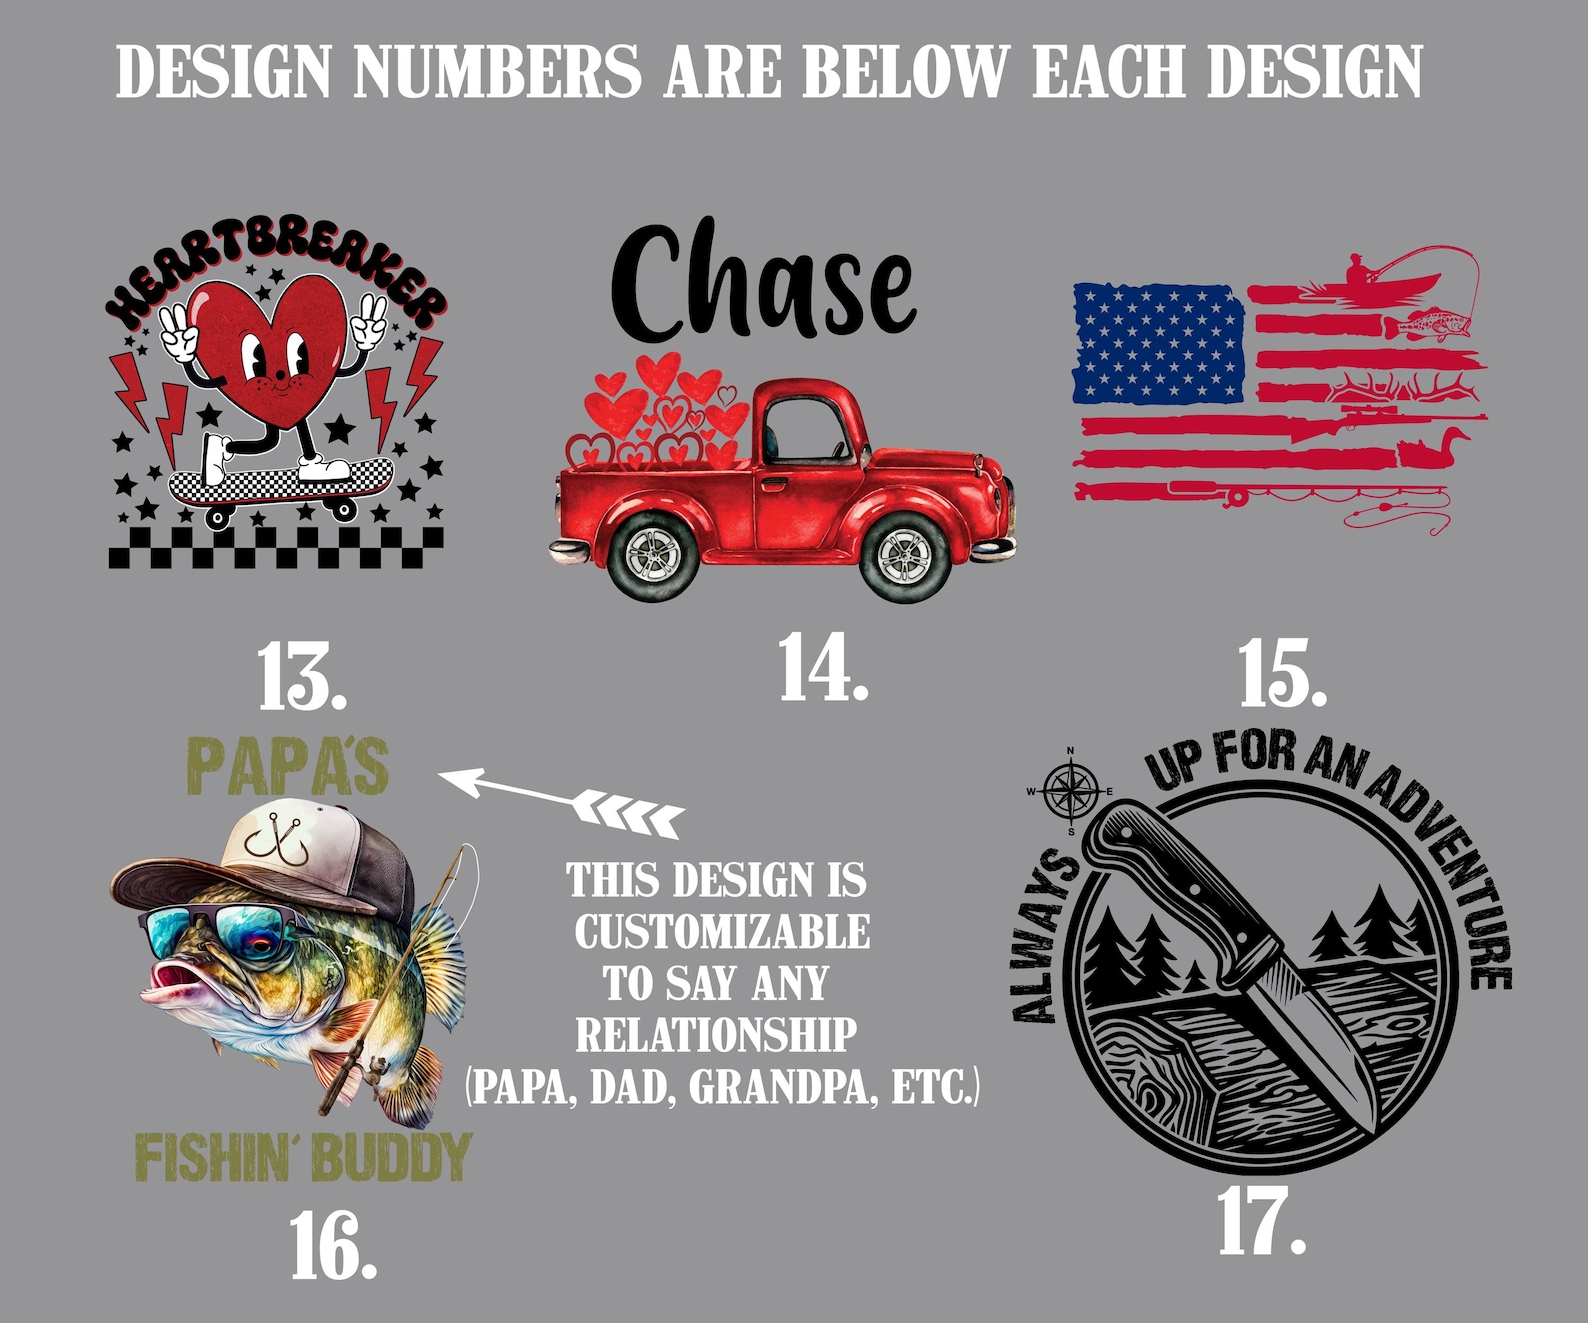 DESIGN NUMBERS ARE BELOW EACH DESIGN
HEARTBREAKER
13.
Chase
14.
15.
PAPA'S
FISHIN' BUDDY
16.
THIS DESIGN IS
CUSTOMIZABLE
TO SAY ANY
RELATIONSHIP
(PAPA, DAD, GRANDPA, ETC.)
N
W E
S
ALWAYS UP FOR AN ADVENTURE
17.